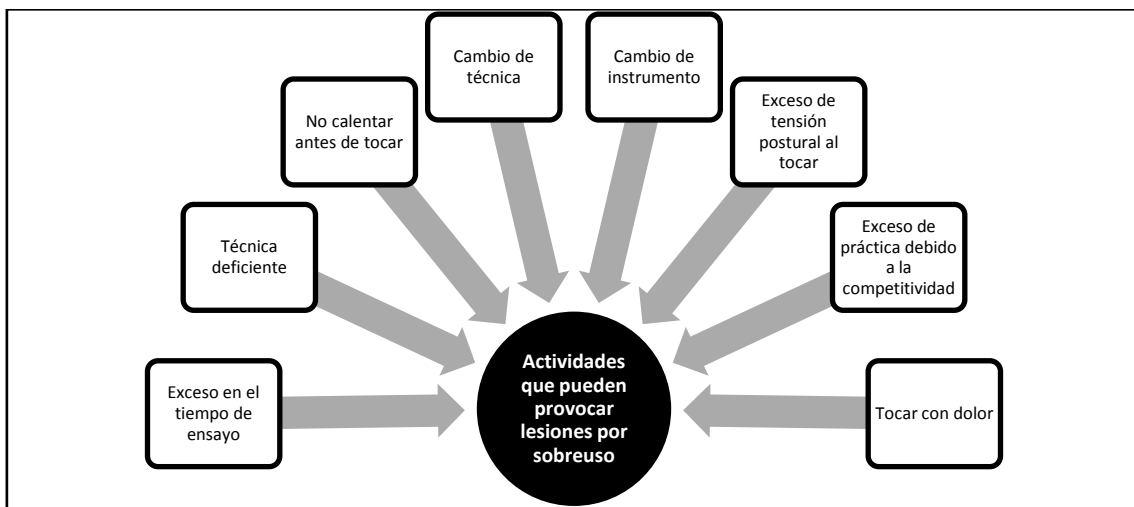 Exceso en el
tiempo de
ensayo
Técnica
deficiente
No calentar
antes de tocar
Cambio de
técnica
Cambio de
instrumento
Exceso de
tensión
postural al
tocar
Exceso de
práctica debido
a la
competitividad
Tocar con dolor
Actividades
que pueden
provocar
lesiones por
sobreuso